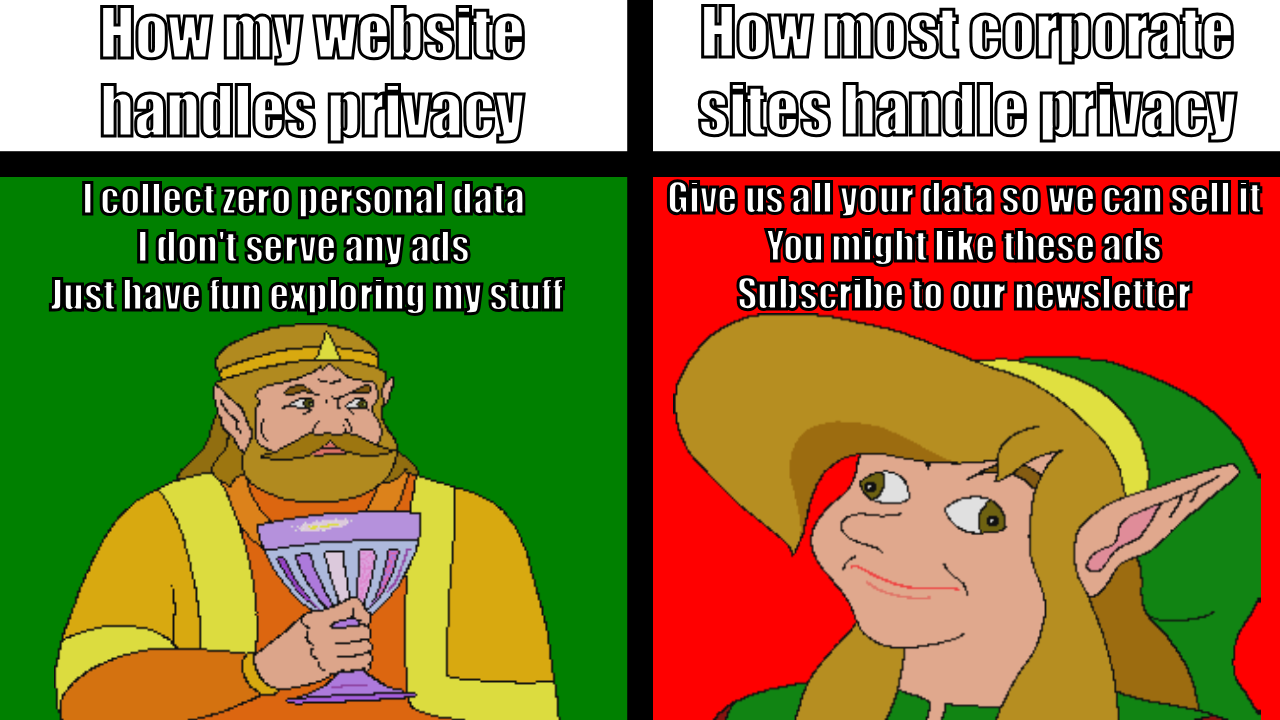 How my website
handles privacy
How most corporate
sites handle privacy
I collect zero personal data
I don't serve any ads
Just have fun exploring my stuff
Give us all your data so we can sell it
You might like these ads
Subscribe to our newsletter